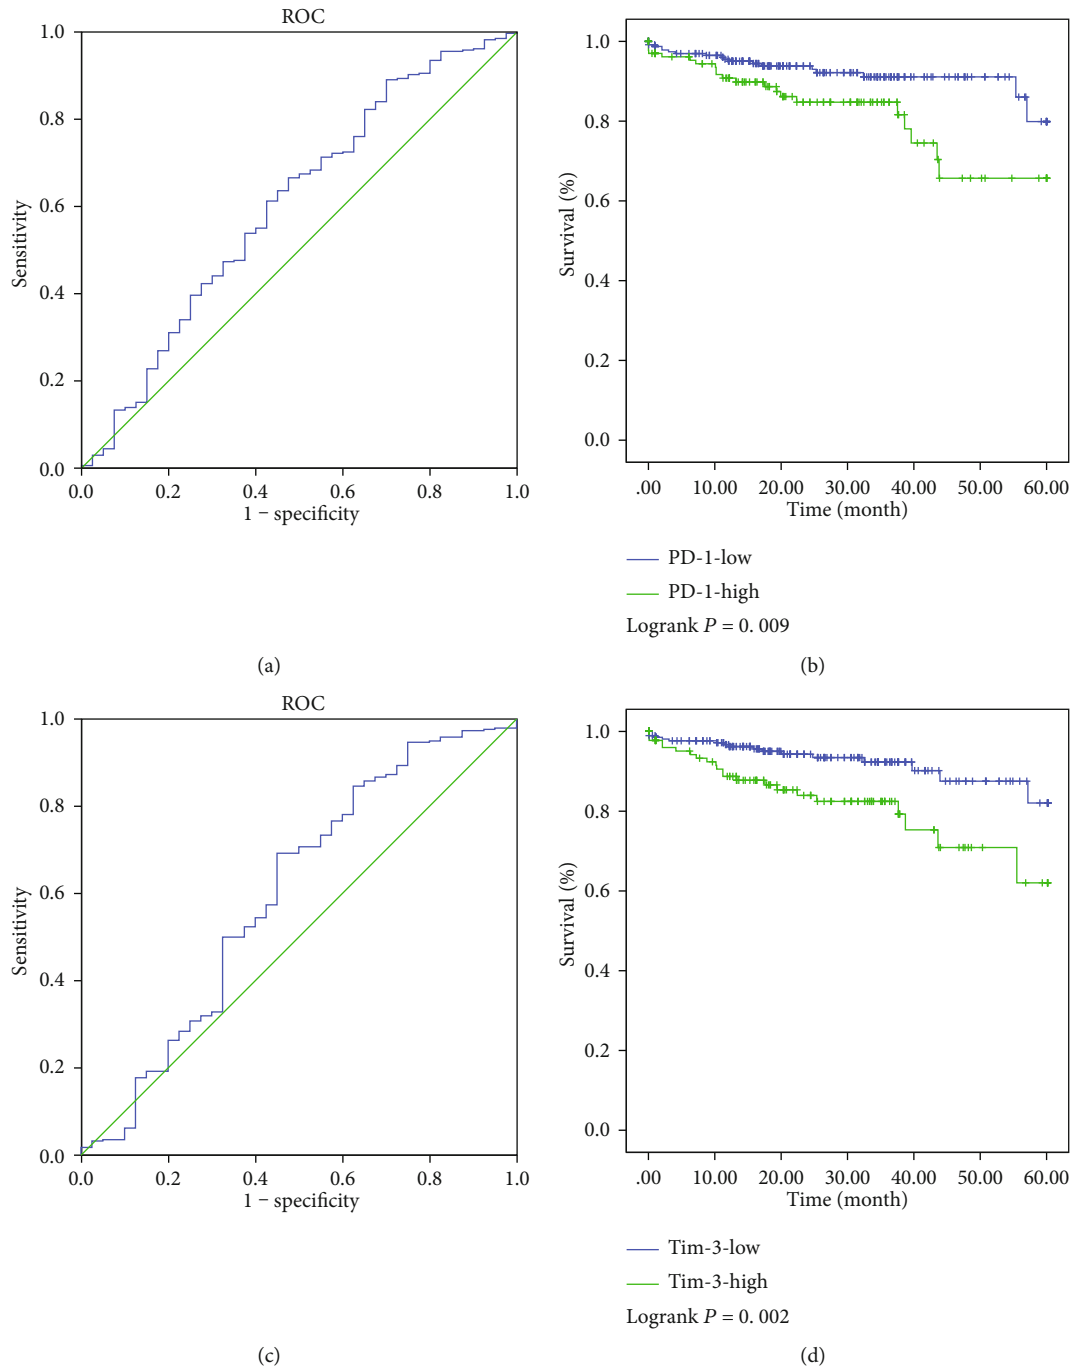 ROC
1.0
0.8
0.6
0.4
0.2
0.0
Sensitivity
0.0 0.2 0.4 0.6 0.8 1.0
1 − specificity
(a)
1.0
0.8
0.6
0.4
0.2
0.0
Survival (%)
.00 10.00 20.00 30.00 40.00 50.00 60.00
Time (month)
PD-1-low
PD-1-high
Logrank P = 0. 009
(b)
ROC
1.0
0.8
0.6
0.4
0.2
0.0
Sensitivity
0.0 0.2 0.4 0.6 0.8 1.0
1 − specificity
(c)
1.0
0.8
0.6
0.4
0.2
0.0
Survival (%)
.00 10.00 20.00 30.00 40.00 50.00 60.00
Time (month)
Tim-3-low
Tim-3-high
Logrank P = 0. 002
(d)